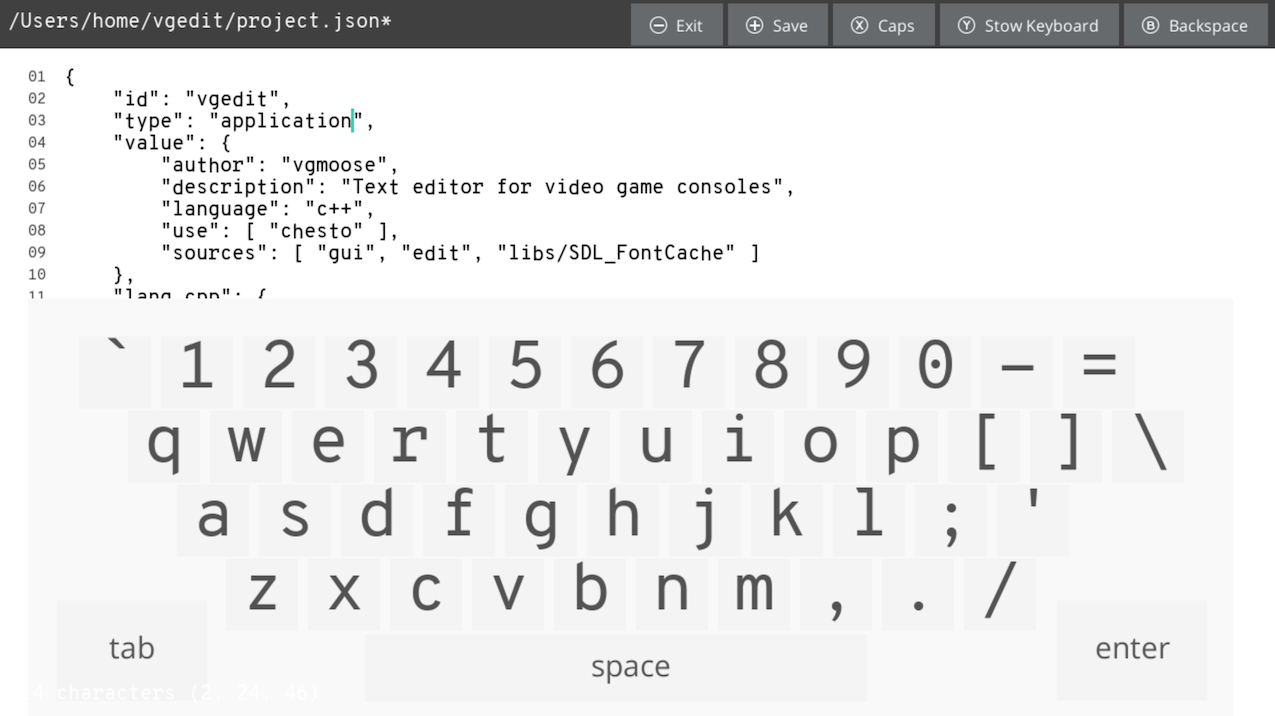 /Users/home/vgedit/project.json*
⊖ Exit ⊕ Save Ⓧ Caps Ⓨ Stow Keyboard Ⓑ Backspace
01 {
02     "id": "vgedit",
03     "type": "application",
04     "value": {
05         "author": "vgmoose",
06         "description": "Text editor for video game consoles",
07         "language": "c++",
08         "use": [ "chesto" ],
09         "sources": [ "gui", "edit", "libs/SDL_FontCache" ]
10     },
11     "lang.cpp": {
` 1 2 3 4 5 6 7 8 9 0 - =
q w e r t y u i o p [ ] \
a s d f g h j k l ; '
z x c v b n m , . /
tab space enter
4 characters (2, 24, 46)